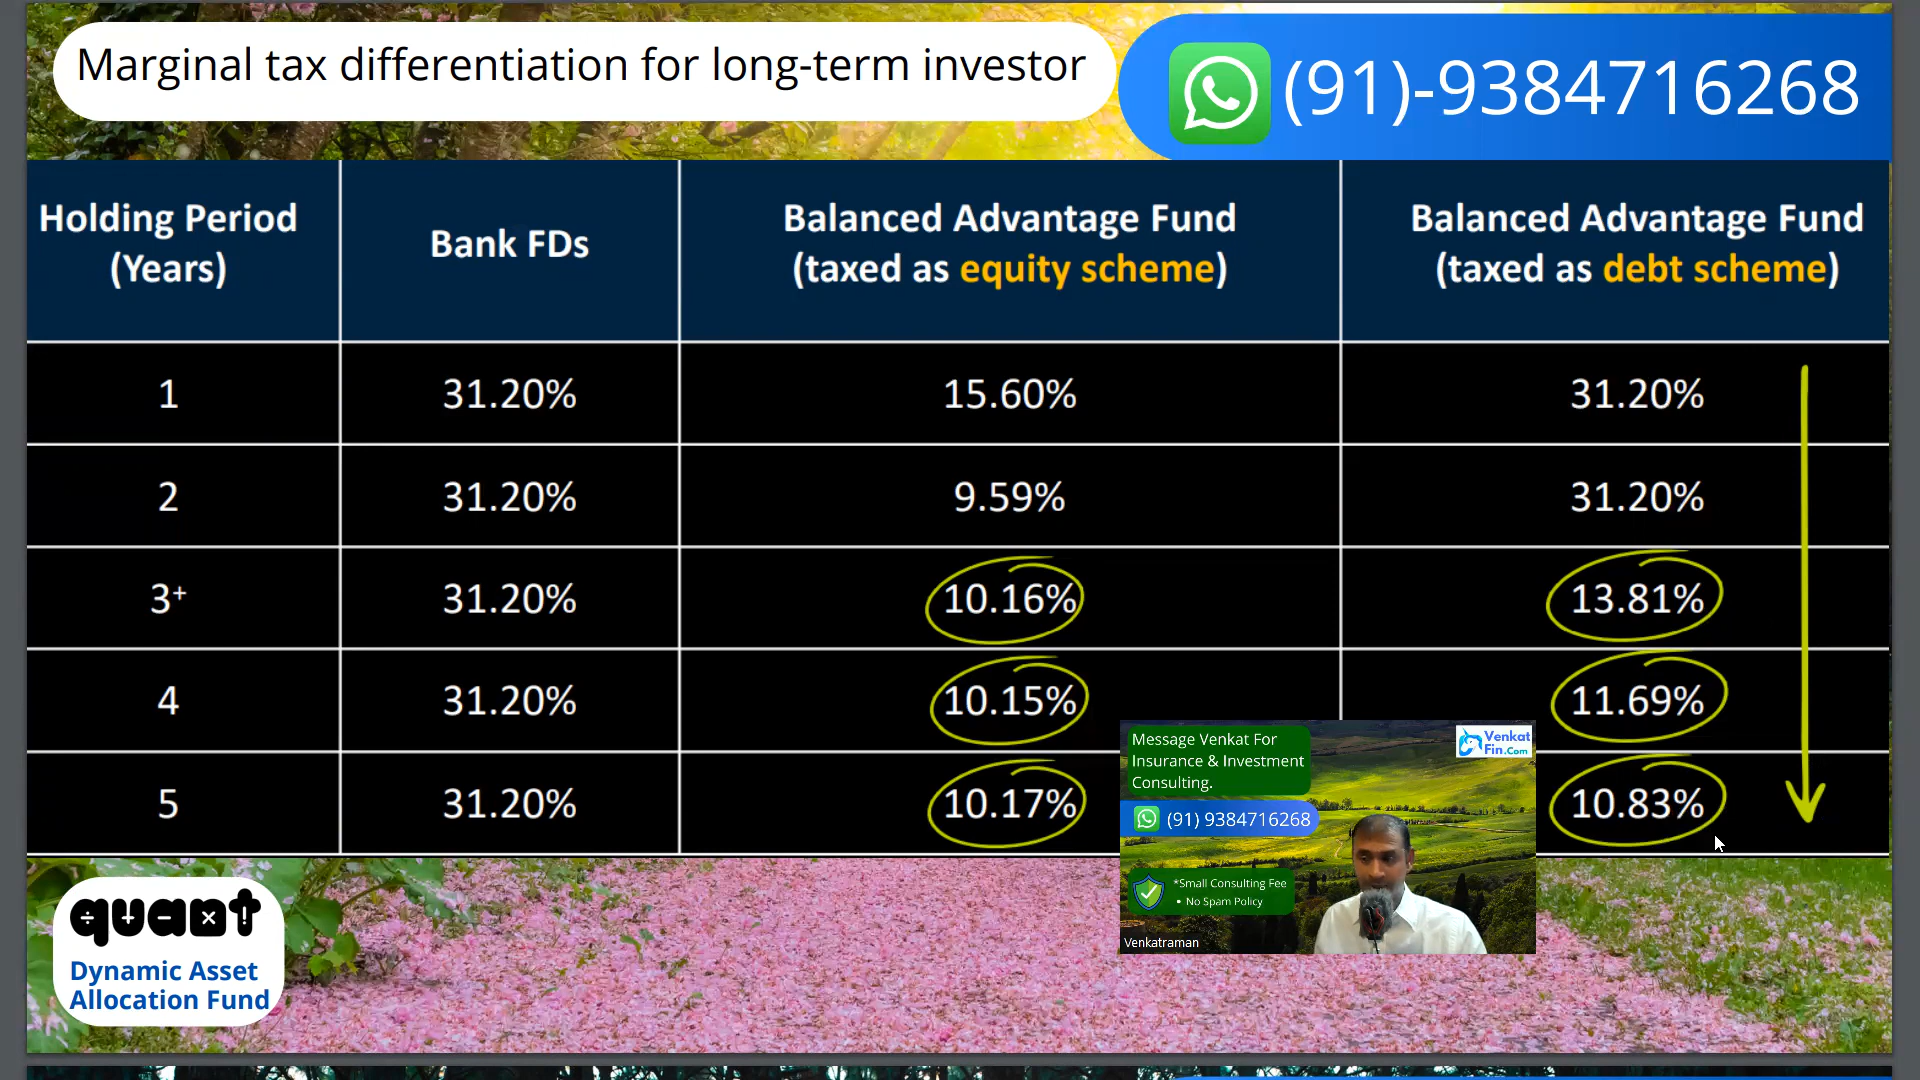 Marginal tax differentiation for long-term investor
(91)-9384716268
Holding Period
(Years)
Bank FDs
Balanced Advantage Fund
(taxed as equity scheme)
Balanced Advantage Fund
(taxed as debt scheme)
1 31.20% 15.60% 31.20%
2 31.20% 9.59% 31.20%
3+ 31.20% 10.16% 13.81%
4 31.20% 10.15% 11.69%
5 31.20% 10.17% 10.83%
Message Venkat For
Insurance & Investment
Consulting.
Venkat
Fin.Com
(91) 9384716268
*Small Consulting Fee
• No Spam Policy
Venkatraman
quant
Dynamic Asset
Allocation Fund